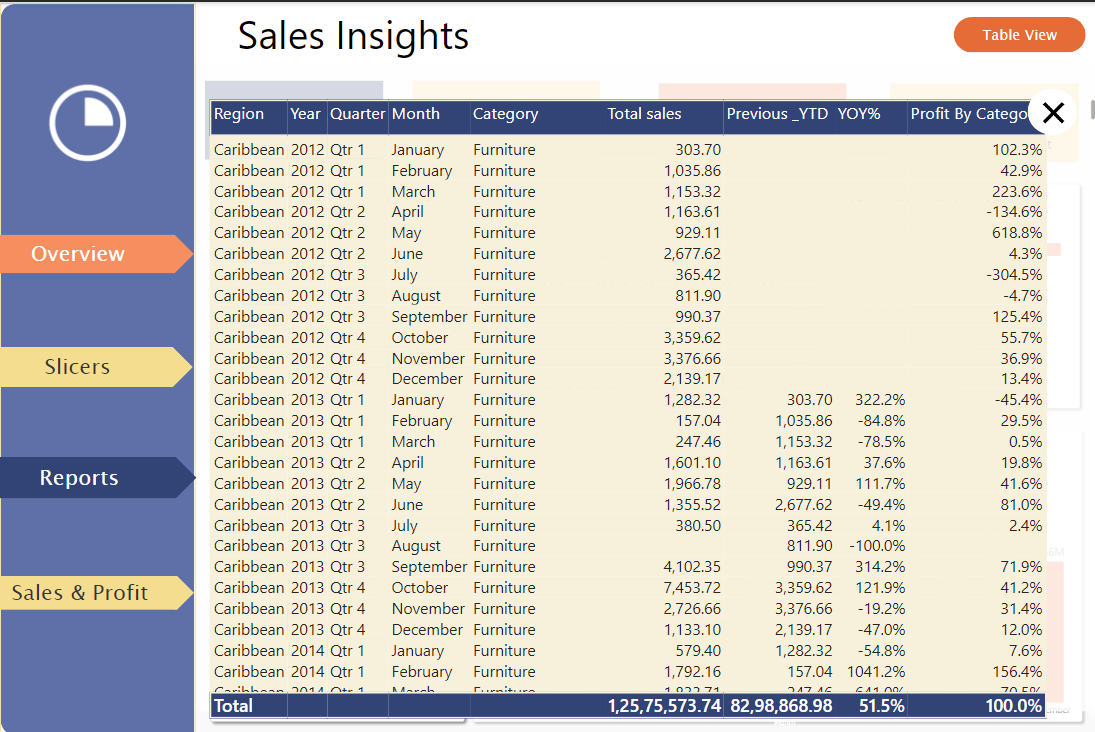 Sales Insights
Table View
Overview
Slicers
Reports
Sales & Profit
Region Year Quarter Month Category Total sales Previous _YTD YOY% Profit By Catego
Caribbean 2012 Qtr 1 January Furniture 303.70 102.3%
Caribbean 2012 Qtr 1 February Furniture 1,035.86 42.9%
Caribbean 2012 Qtr 1 March Furniture 1,153.32 223.6%
Caribbean 2012 Qtr 2 April Furniture 1,163.61 -134.6%
Caribbean 2012 Qtr 2 May Furniture 929.11 618.8%
Caribbean 2012 Qtr 2 June Furniture 2,677.62 4.3%
Caribbean 2012 Qtr 3 July Furniture 365.42 -304.5%
Caribbean 2012 Qtr 3 August Furniture 811.90 -4.7%
Caribbean 2012 Qtr 3 September Furniture 990.37 125.4%
Caribbean 2012 Qtr 4 October Furniture 3,359.62 55.7%
Caribbean 2012 Qtr 4 November Furniture 3,376.66 36.9%
Caribbean 2012 Qtr 4 December Furniture 2,139.17 13.4%
Caribbean 2013 Qtr 1 January Furniture 1,282.32 303.70 322.2% -45.4%
Caribbean 2013 Qtr 1 February Furniture 157.04 1,035.86 -84.8% 29.5%
Caribbean 2013 Qtr 1 March Furniture 247.46 1,153.32 -78.5% 0.5%
Caribbean 2013 Qtr 2 April Furniture 1,601.10 1,163.61 37.6% 19.8%
Caribbean 2013 Qtr 2 May Furniture 1,966.78 929.11 111.7% 41.6%
Caribbean 2013 Qtr 2 June Furniture 1,355.52 2,677.62 -49.4% 81.0%
Caribbean 2013 Qtr 3 July Furniture 380.50 365.42 4.1% 2.4%
Caribbean 2013 Qtr 3 August Furniture 811.90 -100.0%
Caribbean 2013 Qtr 3 September Furniture 4,102.35 990.37 314.2% 71.9%
Caribbean 2013 Qtr 4 October Furniture 7,453.72 3,359.62 121.9% 41.2%
Caribbean 2013 Qtr 4 November Furniture 2,726.66 3,376.66 -19.2% 31.4%
Caribbean 2013 Qtr 4 December Furniture 1,133.10 2,139.17 -47.0% 12.0%
Caribbean 2014 Qtr 1 January Furniture 579.40 1,282.32 -54.8% 7.6%
Caribbean 2014 Qtr 1 February Furniture 1,792.16 157.04 1041.2% 156.4%
Caribbean 2014 Qtr 1 March Furniture 247.46
Total 1,25,75,573.74 82,98,868.98 51.5% 100.0%